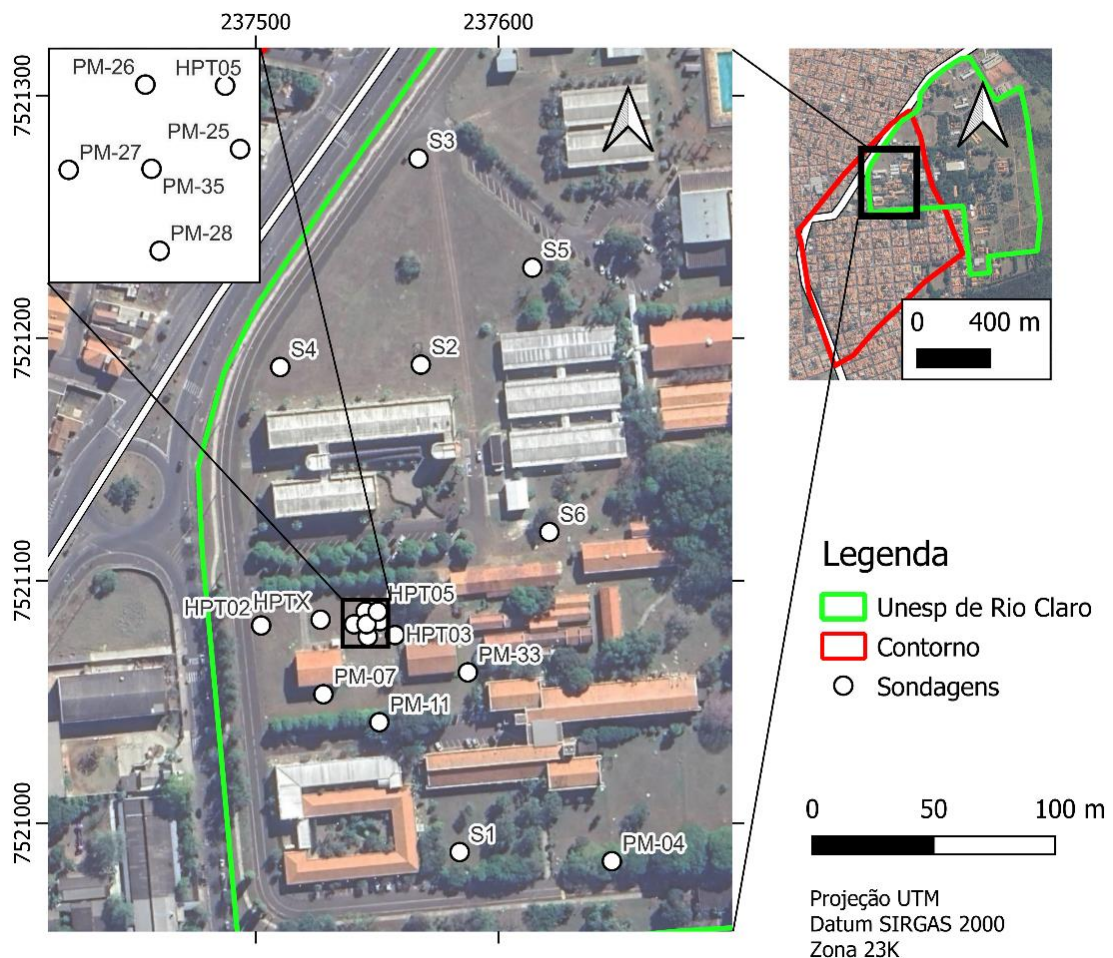 237500
237600
7521300
7521200
7521100
7521000
PM-26
HPT05
PM-25
PM-27
PM-35
PM-28
S3
S5
S4
S2
S6
HPT02
HPTX
HPT05
HPT03
PM-33
PM-07
PM-11
S1
PM-04
0 400 m
Legenda
Unesp de Rio Claro
Contorno
Sondagens
0 50 100 m
Projeção UTM
Datum SIRGAS 2000
Zona 23K